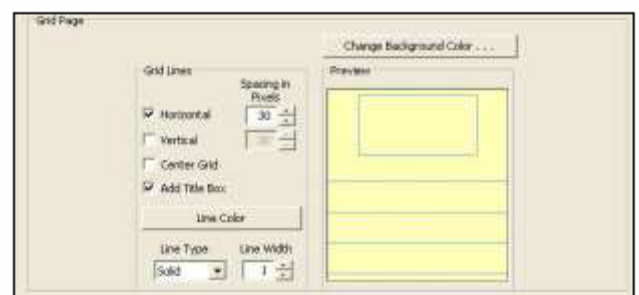 Grid Page
Change Background Color . . .
Grid Lines
Preview
Spacing in
Pixels
Horizontal
30
Vertical
Center Grid
Add Title Box
Line Color
Line Type
Line Width
Solid
1